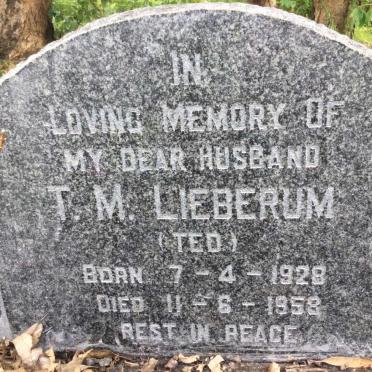 IN
LOVING MEMORY OF
MY DEAR HUSBAND
T. M. LIEBERUM
(TED.)
BORN 7-4-1928
DIED 11-6-1958
REST IN PEACE